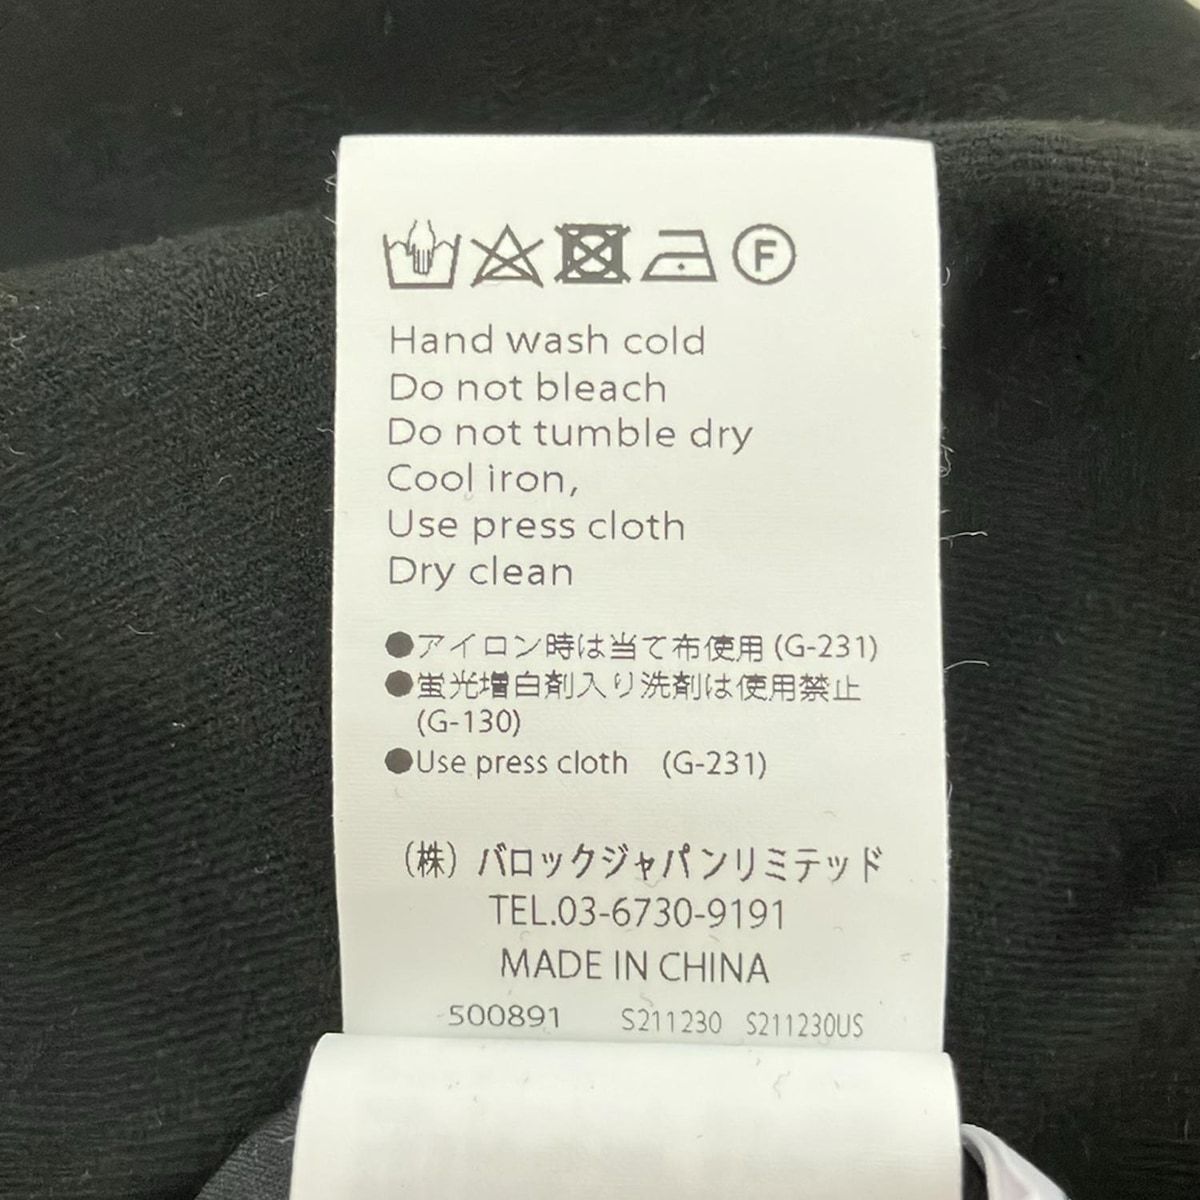 F
Hand wash cold
Do not bleach
Do not tumble dry
Cool iron,
Use press cloth
Dry clean
●アイロン時は当て布使用 (G-231)
●蛍光増白剤入り洗剤は使用禁止
(G-130)
●Use press cloth (G-231)
(株) バロックジャパンリミテッド
TEL.03-6730-9191
MADE IN CHINA
500891 S211230 S211230US